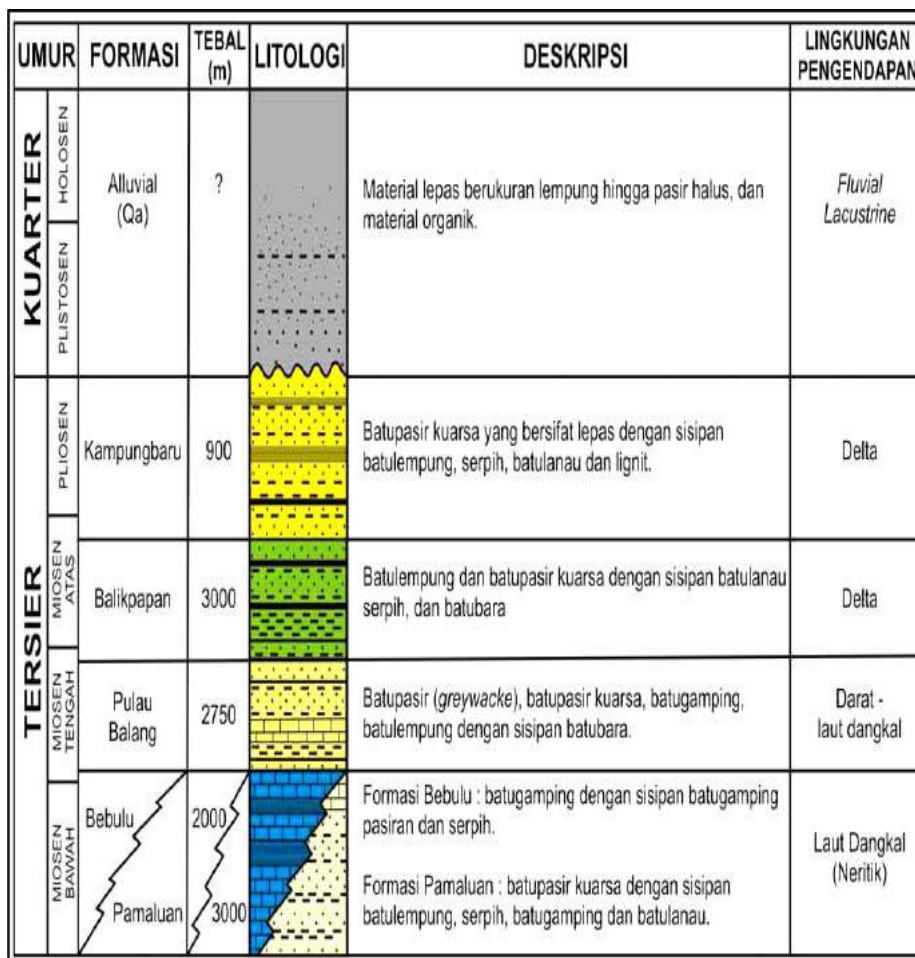 UMUR FORMASI TEBAL (m) LITOLOGI DESKRIPSI LINGKUNGAN PENGENDAPAN
KUARTER
HOLOSEN
PLISTOSEN
Alluvial
(Qa)
?
Material lepas berukuran lempung hingga pasir halus, dan
material organik.
Fluvial
Lacustrine
TERSIER
PLIOSEN
Kampungbaru
900
Batupasir kuarsa yang bersifat lepas dengan sisipan
batulempung, serpih, batulanau dan lignit.
Delta
MIOSEN
ATAS
Balikpapan
3000
Batulempung dan batupasir kuarsa dengan sisipan batulanau
serpih, dan batubara
Delta
MIOSEN
TENGAH
Pulau
Balang
2750
Batupasir (greywacke), batupasir kuarsa, batugamping,
batulempung dengan sisipan batubara.
Darat -
laut dangkal
MIOSEN
BAWAH
Bebulu
2000
Formasi Bebulu : batugamping dengan sisipan batugamping
pasiran dan serpih.
Pamaluan
3000
Formasi Pamaluan : batupasir kuarsa dengan sisipan
batulempung, serpih, batugamping dan batulanau.
Laut Dangkal
(Neritik)